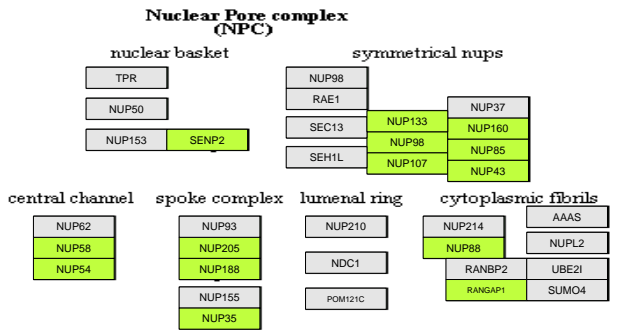 Nuclear Pore complex
(NPC)
nuclear basket
TPR
NUP50
NUP153 SENP2
symmetrical nups
NUP98
RAE1
SEC13
SEH1L
NUP133
NUP98
NUP107
NUP37
NUP160
NUP85
NUP43
central channel
NUP62
NUP58
NUP54
spoke complex
NUP93
NUP205
NUP188
NUP155
NUP35
lumenal ring
NUP210
NDC1
POM121C
cytoplasmic fibrils
NUP214
NUP88
AAAS
NUPL2
RANBP2 UBE2I
RANGAP1 SUMO4